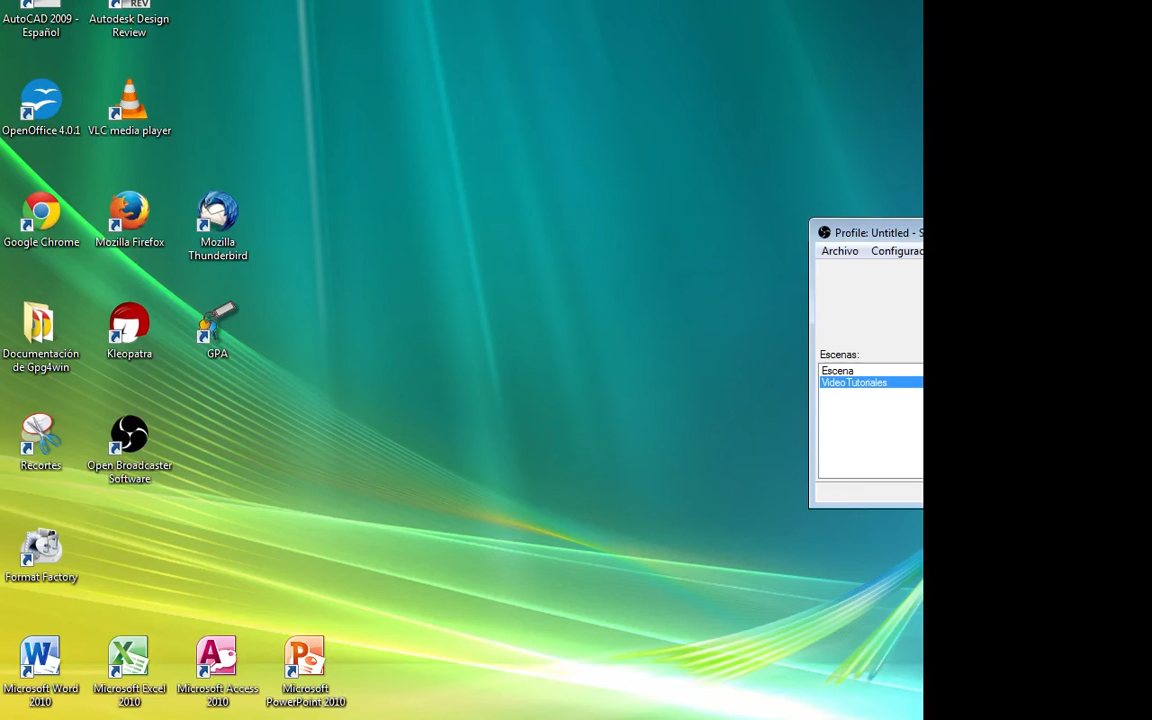 AutoCAD 2009 -
Español
Autodesk Design
Review
REV
OpenOffice 4.0.1
VLC media player
Google Chrome
Mozilla Firefox
Mozilla
Thunderbird
Documentación
de Gpg4win
Kleopatra
GPA
Recortes
Open Broadcaster
Software
Format Factory
Microsoft Word
2010
Microsoft Excel
2010
Microsoft Access
2010
Microsoft
PowerPoint 2010
Profile: Untitled - S
Archivo
Configurac
Escenas:
Escena
VideoTutoriales